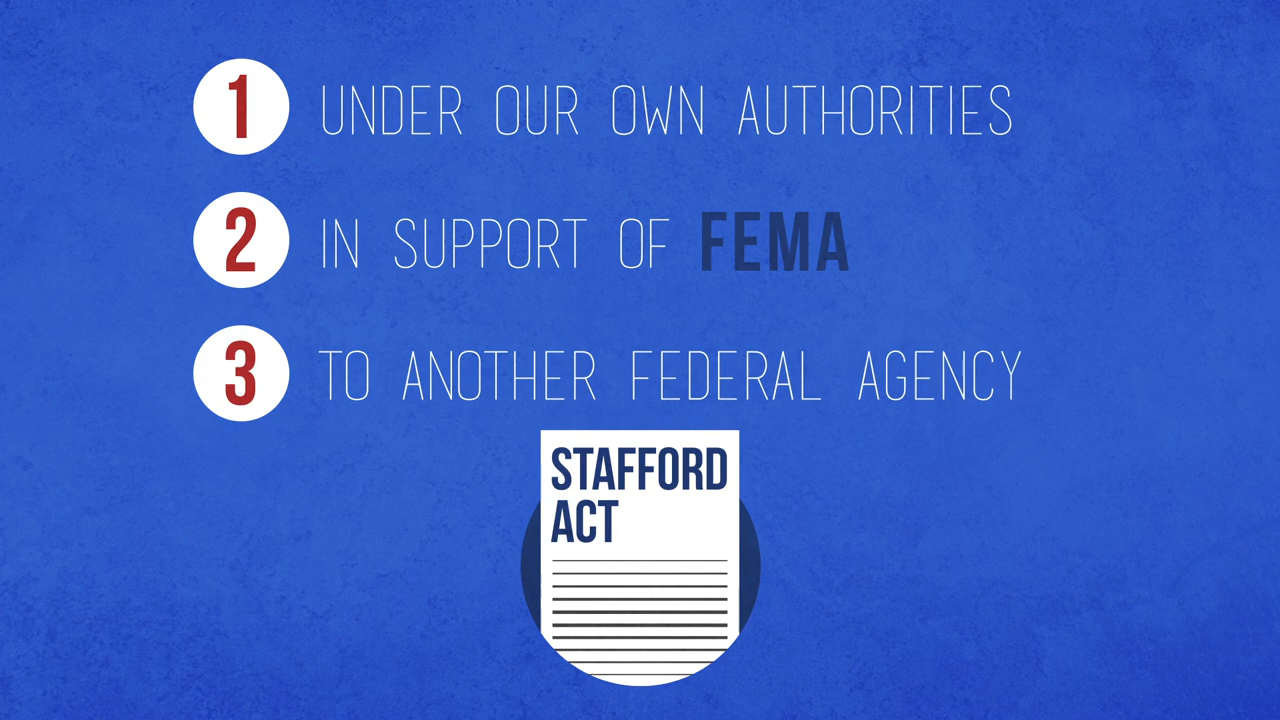 1 UNDER OUR OWN AUTHORITIES
2 IN SUPPORT OF FEMA
3 TO ANOTHER FEDERAL AGENCY
STAFFORD
ACT